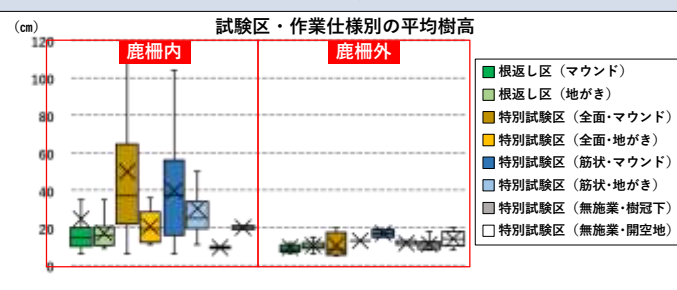 (㎝)
試験区・作業仕様別の平均樹高
鹿柵内
鹿柵外
120
100
80
60
40
20
0
根返し区（マウンド）
根返し区（地がき）
特別試験区（全面･マウンド）
特別試験区（全面･地がき）
特別試験区（筋状･マウンド）
特別試験区（筋状･地がき）
特別試験区（無施業･樹冠下）
特別試験区（無施業･開空地）